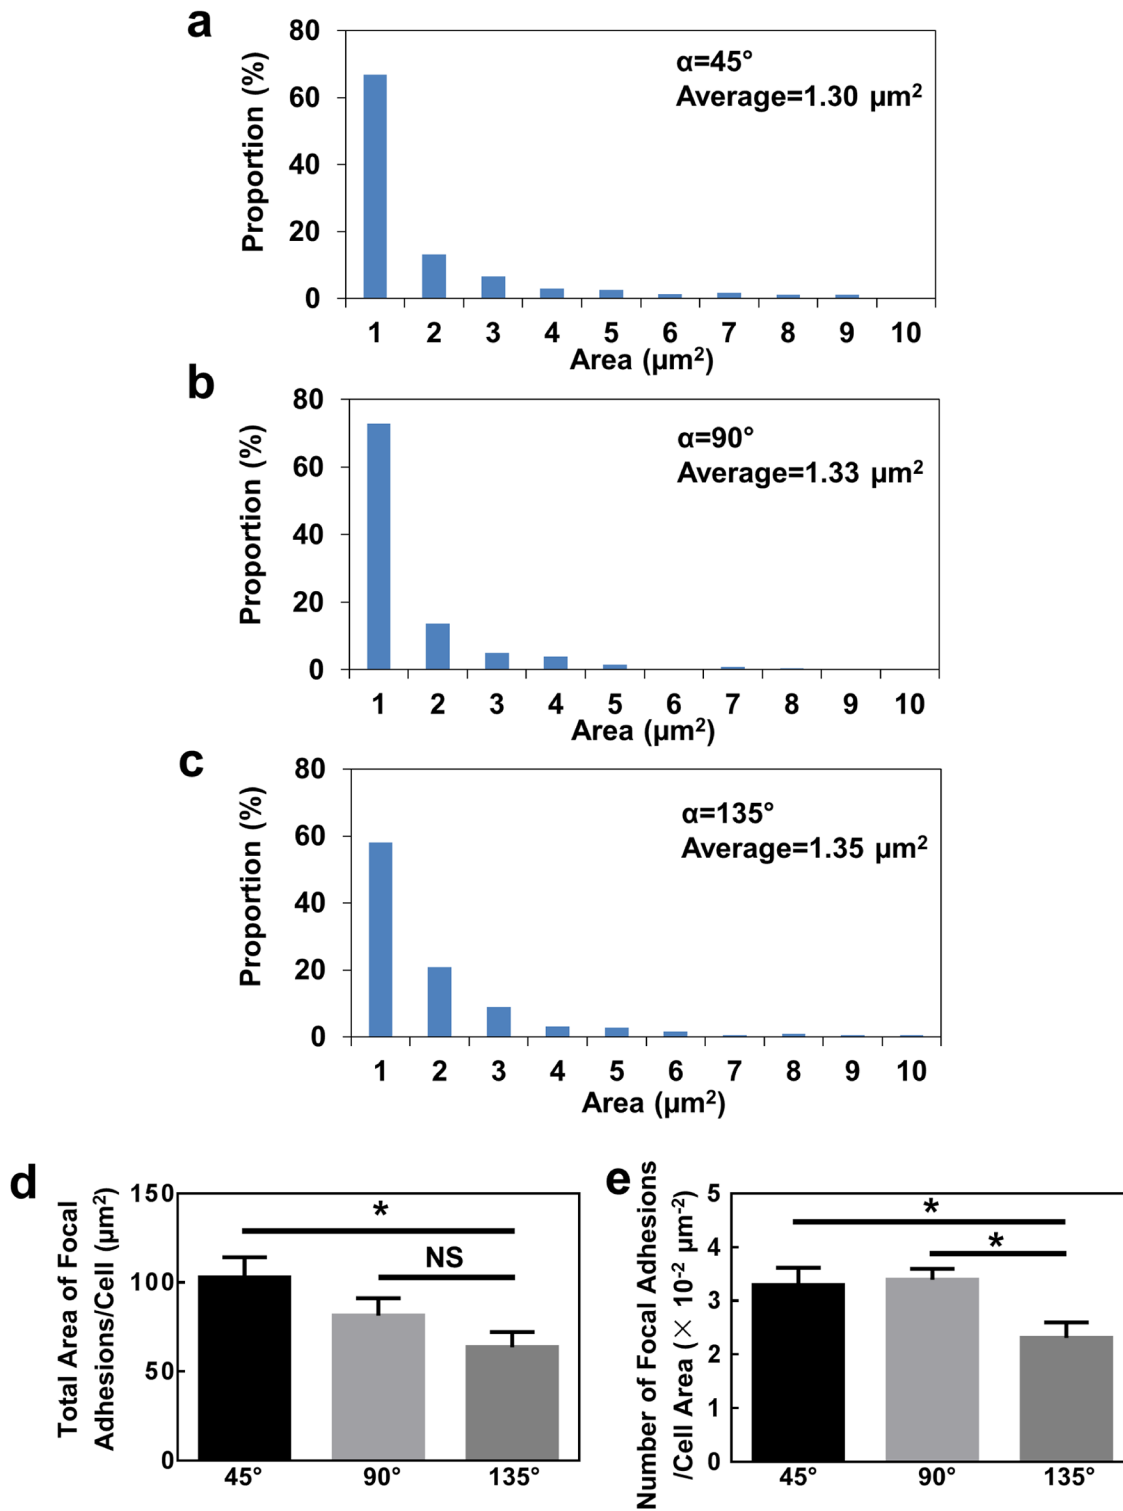 a
80
60
40
20
0
Proportion (%)
α=45°
Average=1.30 µm²
1 2 3 4 5 6 7 8 9 10
Area (µm²)
b
80
60
40
20
0
Proportion (%)
α=90°
Average=1.33 µm²
1 2 3 4 5 6 7 8 9 10
Area (µm²)
c
80
60
40
20
0
Proportion (%)
α=135°
Average=1.35 µm²
1 2 3 4 5 6 7 8 9 10
Area (µm²)
d
Total Area of Focal
Adhesions/Cell (µm²)
150
100
50
0
*
NS
45° 90° 135°
e
Number of Focal Adhesions
/Cell Area (× 10⁻² µm⁻²)
5
4
3
2
1
0
*
*
45° 90° 135°